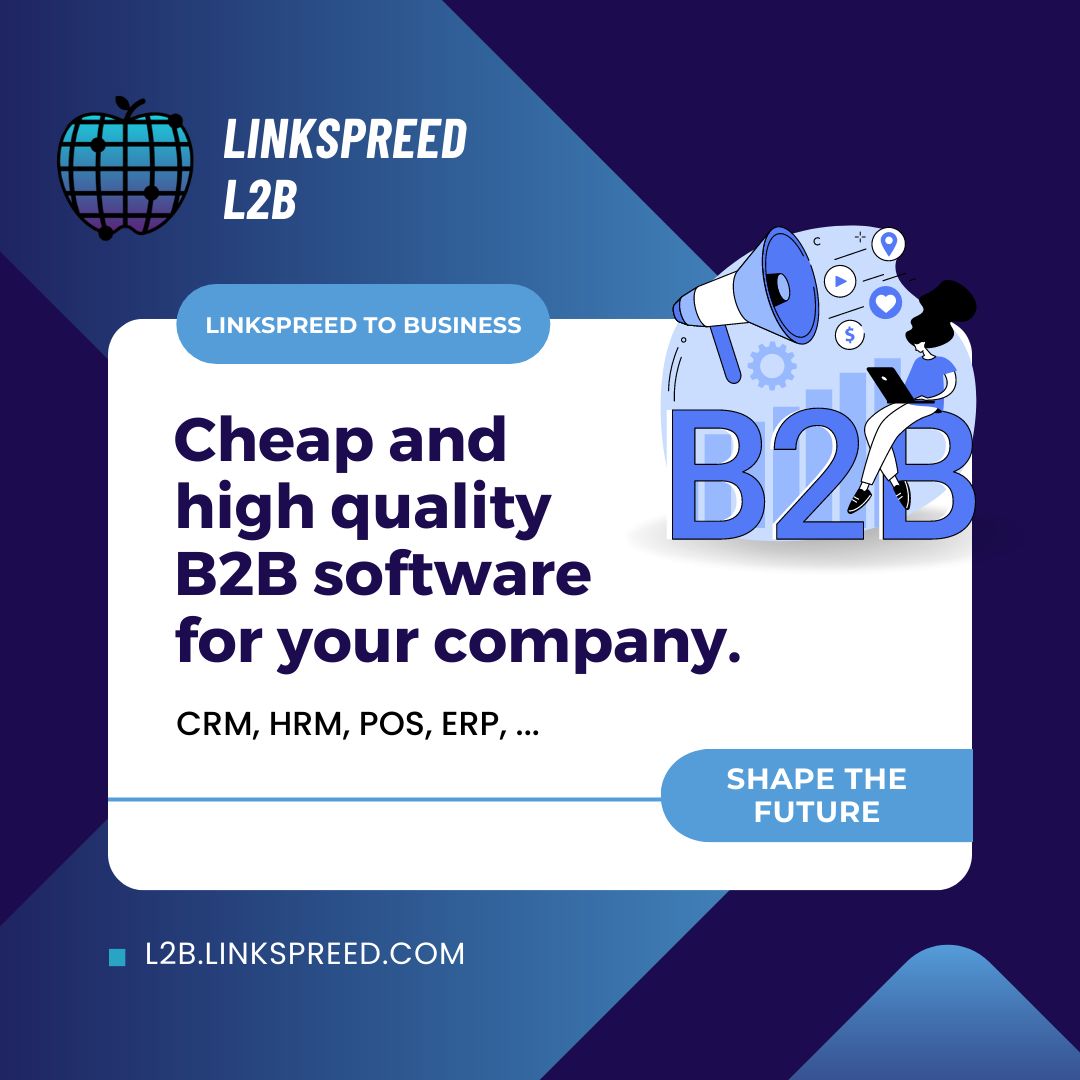 LINKSPREED
L2B
LINKSPREED TO BUSINESS
Cheap and
high quality
B2B software
for your company.
CRM, HRM, POS, ERP, ...
B2B
$
SHAPE THE
FUTURE
L2B.LINKSPREED.COM